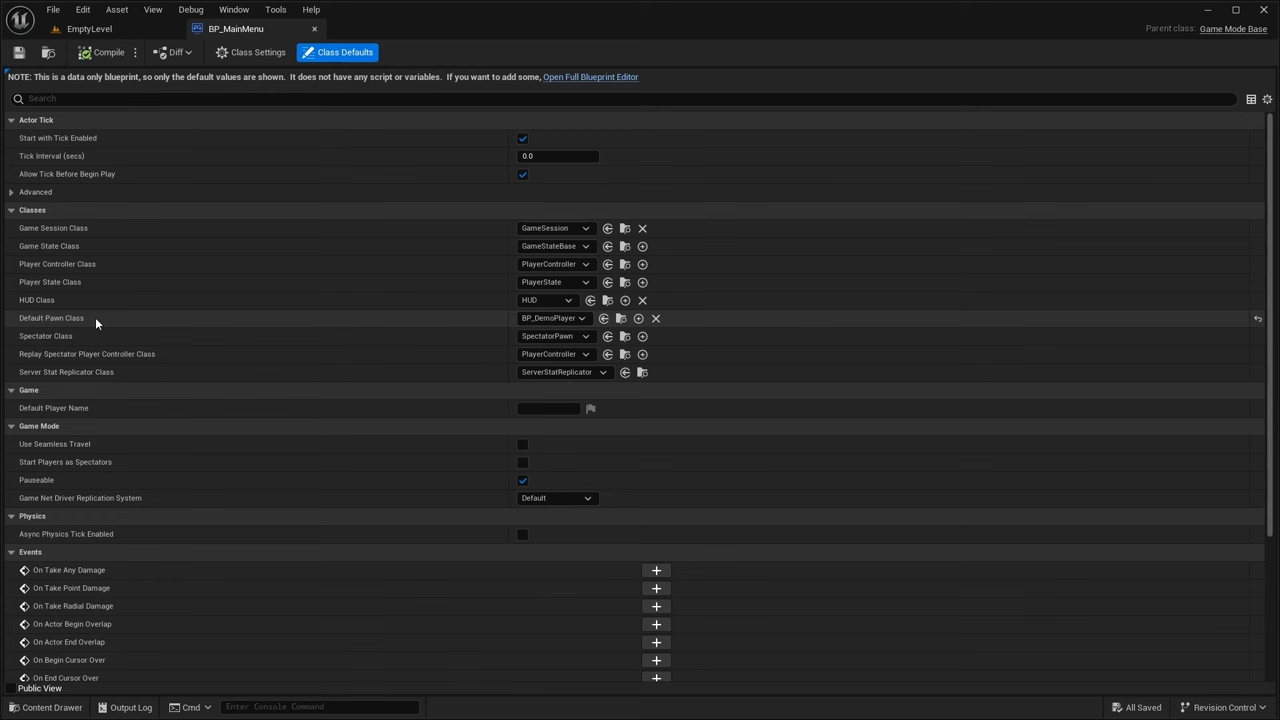 File Edit Asset View Debug Window Tools Help
EmptyLevel BP_MainMenu Parent class: Game Mode Base
Compile Diff Class Settings Class Defaults
NOTE: This is a data only blueprint, so only the default values are shown. It does not have any script or variables. If you want to add some, Open Full Blueprint Editor
Search
Actor Tick
Start with Tick Enabled
Tick Interval (secs) 0.0
Allow Tick Before Begin Play
Advanced
Classes
Game Session Class GameSession
Game State Class GameStateBase
Player Controller Class PlayerController
Player State Class PlayerState
HUD Class HUD
Default Pawn Class BP_DemoPlayer
Spectator Class SpectatorPawn
Replay Spectator Player Controller Class PlayerController
Server Stat Replicator Class ServerStatReplicator
Game
Default Player Name
Game Mode
Use Seamless Travel
Start Players as Spectators
Pauseable
Game Net Driver Replication System Default
Physics
Async Physics Tick Enabled
Events
On Take Any Damage
On Take Point Damage
On Take Radial Damage
On Actor Begin Overlap
On Actor End Overlap
On Begin Cursor Over
On End Cursor Over
Public View
Content Drawer Output Log Cmd Enter Console Command All Saved Revision Control